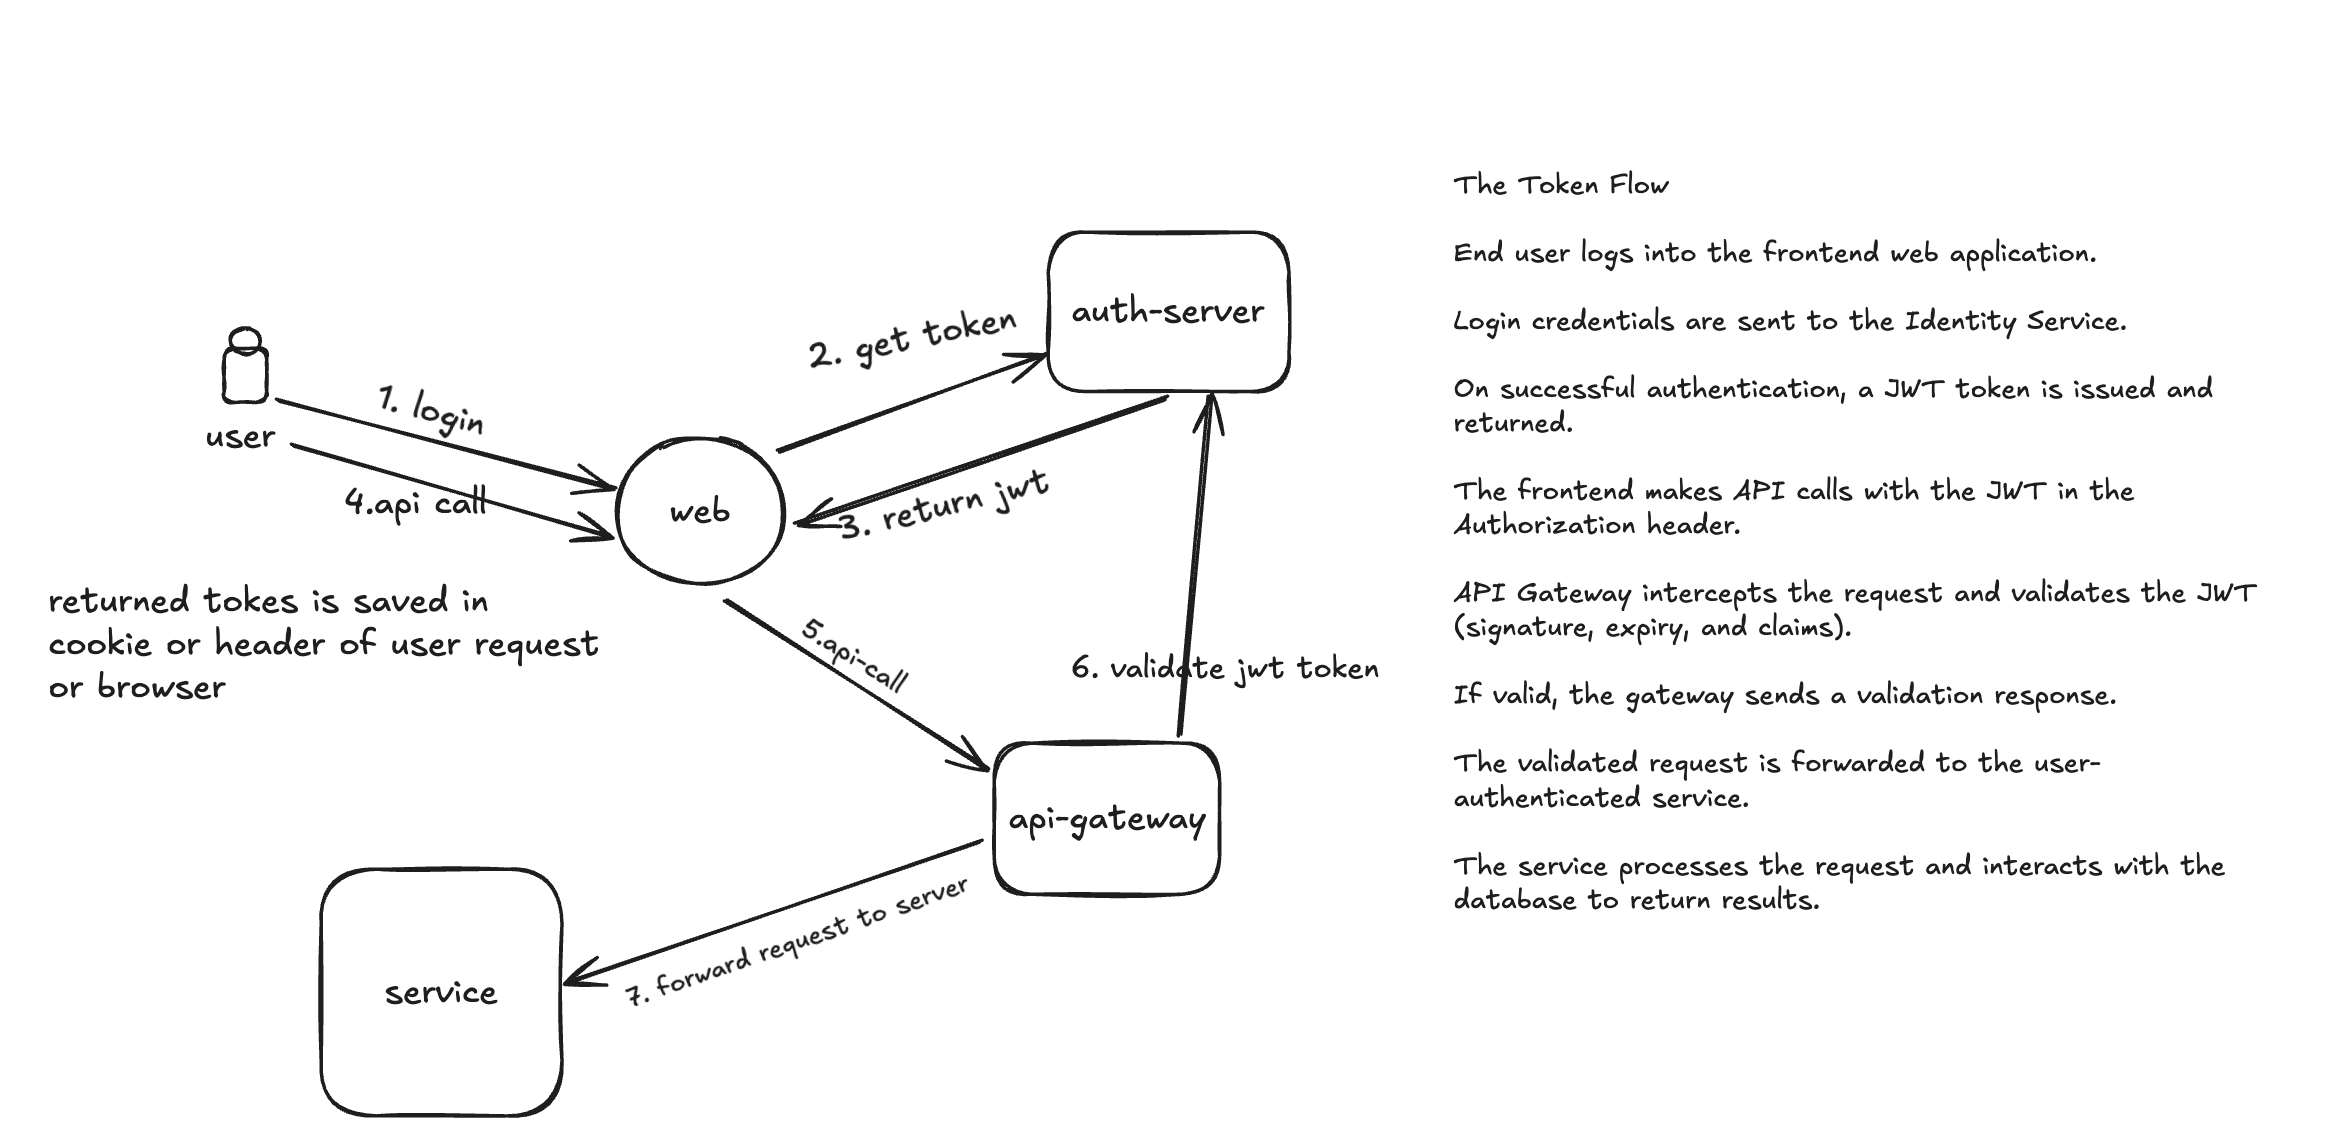 The Token Flow
End user logs into the frontend web application.
Login credentials are sent to the Identity Service.
On successful authentication, a JWT token is issued and
returned.
The frontend makes API calls with the JWT in the
Authorization header.
API Gateway intercepts the request and validates the JWT
(signature, expiry, and claims).
If valid, the gateway sends a validation response.
The validated request is forwarded to the user-
authenticated service.
The service processes the request and interacts with the
database to return results.
auth-server
2. get token
1. login
user
4.api call
web
3. return jwt
returned tokes is saved in
cookie or header of user request
or browser
5.api-call
6. validate jwt token
api-gateway
7. forward request to server
service